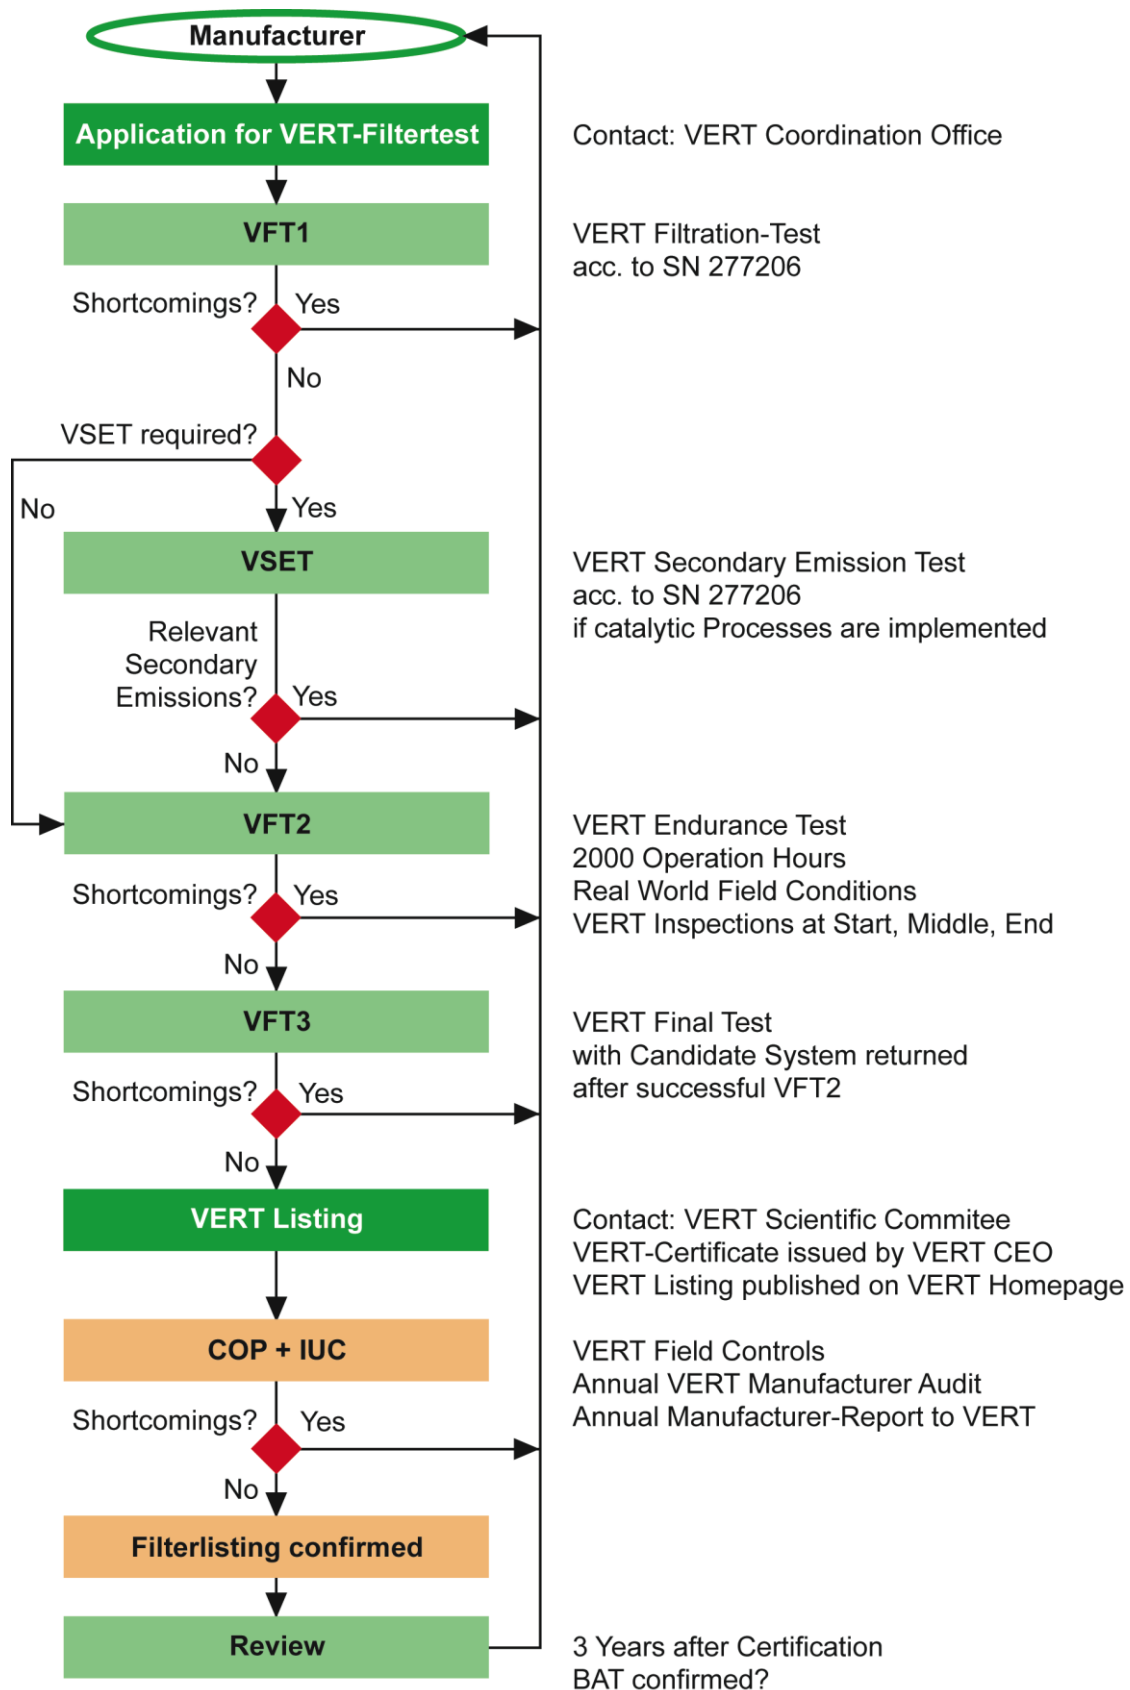 Manufacturer
Application for VERT-Filtertest
Contact: VERT Coordination Office
VFT1
VERT Filtration-Test
acc. to SN 277206
Shortcomings?
Yes
No
VSET required?
No
Yes
VSET
VERT Secondary Emission Test
acc. to SN 277206
if catalytic Processes are implemented
Relevant
Secondary
Emissions?
Yes
No
VFT2
VERT Endurance Test
2000 Operation Hours
Real World Field Conditions
VERT Inspections at Start, Middle, End
Shortcomings?
Yes
No
VFT3
VERT Final Test
with Candidate System returned
after successful VFT2
Shortcomings?
Yes
No
VERT Listing
Contact: VERT Scientific Commitee
VERT-Certificate issued by VERT CEO
VERT Listing published on VERT Homepage
COP + IUC
VERT Field Controls
Annual VERT Manufacturer Audit
Annual Manufacturer-Report to VERT
Shortcomings?
Yes
No
Filterlisting confirmed
Review
3 Years after Certification
BAT confirmed?